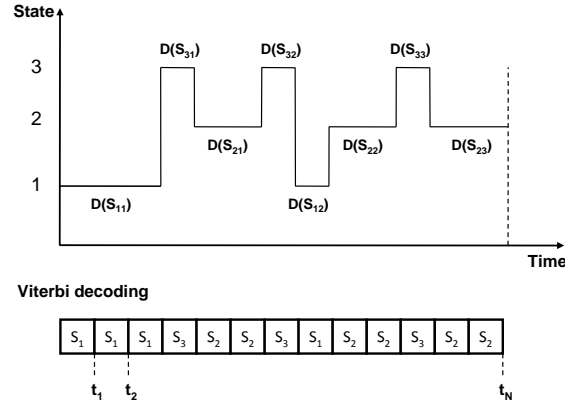 State
D(S31) D(S32) D(S33)
3
2
D(S21) D(S22) D(S23)
1
D(S11) D(S12)
Time
Viterbi decoding
S1 S1 S1 S3 S2 S2 S3 S1 S2 S2 S3 S2 S2
t1 t2 tN